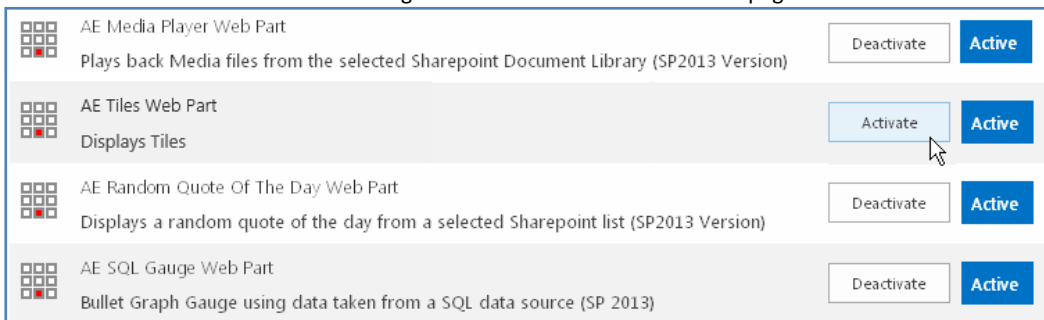 AE Media Player Web Part
Deactivate Active
Plays back Media files from the selected Sharepoint Document Library (SP2013 Version)
AE Tiles Web Part
Activate Active
Displays Tiles
AE Random Quote Of The Day Web Part
Deactivate Active
Displays a random quote of the day from a selected Sharepoint list (SP2013 Version)
AE SQL Gauge Web Part
Deactivate Active
Bullet Graph Gauge using data taken from a SQL data source (SP 2013)